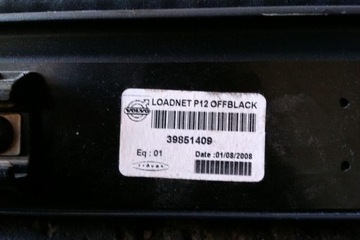 VOLVO
LOADNET P12 OFFBLACK
39851409
Eq : 01
Date : 01/08/2008